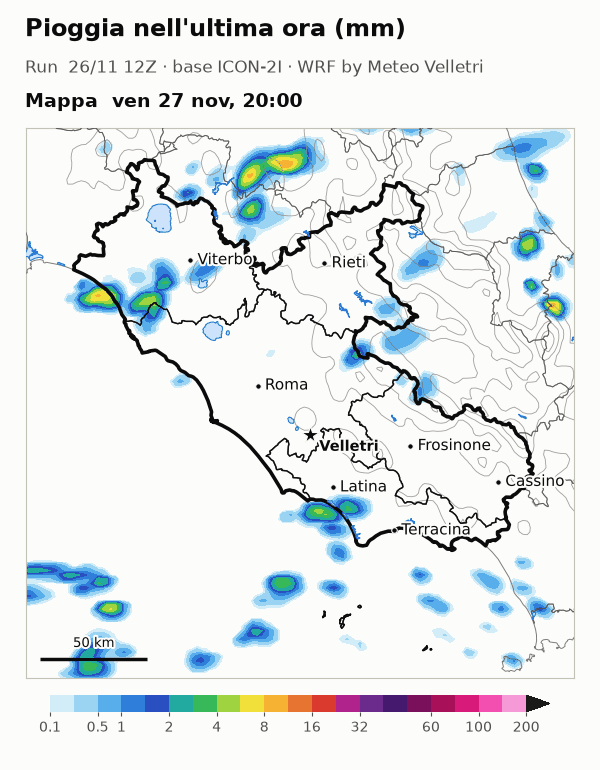 Pioggia nell'ultima ora (mm)
Run 26/11 12Z · base ICON-2I · WRF by Meteo Velletri
Mappa ven 27 nov, 20:00
Viterbo
Rieti
Roma
Velletri
Frosinone
Latina
Cassino
Terracina
50 km
0.1 0.5 1 2 4 8 16 32 60 100 200